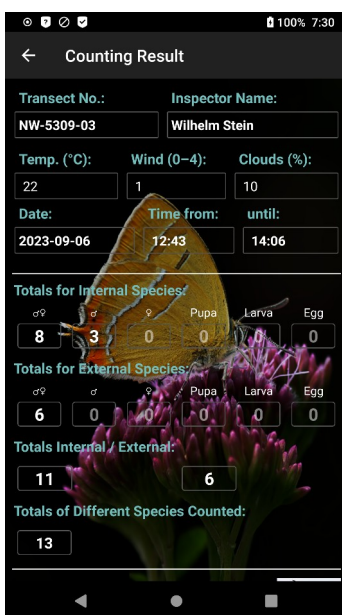 100% 7:30
Counting Result
Transect No.: Inspector Name:
NW-5309-03 Wilhelm Stein
Temp. (°C): Wind (0–4): Clouds (%):
22 1 10
Date: Time from: until:
2023-09-06 12:43 14:06
Totals for Internal Species:
♂♀ ♂ ♀ Pupa Larva Egg
8 3 0 0 0 0
Totals for External Species:
♂♀ ♂ ♀ Pupa Larva Egg
6 0 0 0 0 0
Totals Internal / External:
11 6
Totals of Different Species Counted:
13